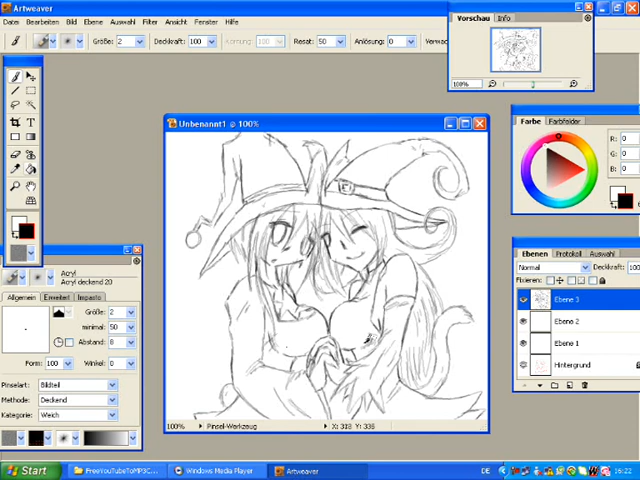 Artweaver
Datei Bearbeiten Bild Ebene Auswahl Filter Ansicht Fenster Hilfe
Größe: 2 Deckkraft: 100 Körnung: 100 Resat: 50 Anlösung: 0 Verwac
Vorschau Info
100%
Farbe Farbfelder
R: 0
G: 0
B: 0
Unbenannt1 @ 100%
100% Pinsel-Werkzeug X: 318 Y: 336
Ebenen Protokoll Auswahl
Normal Deckkraft: 100
Fixieren:
Ebene 3
Ebene 2
Ebene 1
Hintergrund
Acryl
Acryl deckend 20
Allgemein Erweitert Impasto
Größe: 2
minimal: 50
Abstand: 8
Form: 100 Winkel: 0
Pinselart: Bildteil
Methode: Deckend
Kategorie: Weich
Start FreeYouTubeToMP3C... Windows Media Player Artweaver DE 16:22